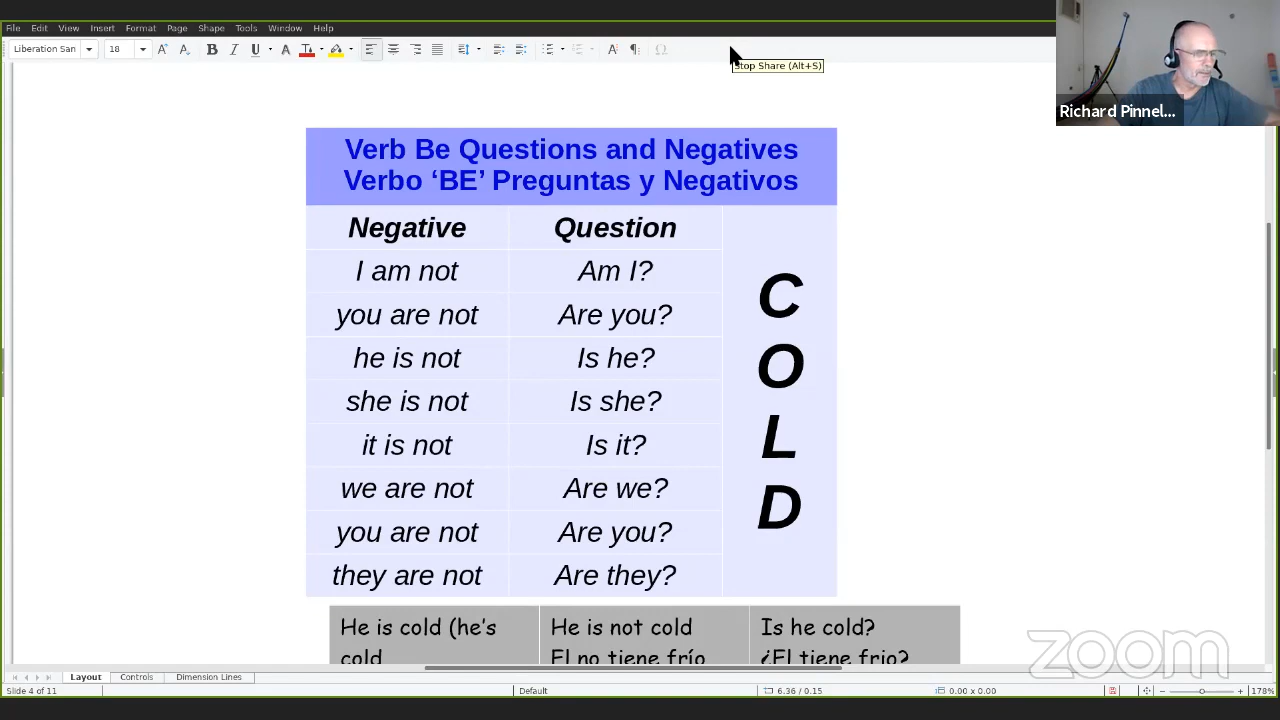 File Edit View Insert Format Page Shape Tools Window Help
Liberation San 18
Stop Share (Alt+S)
Richard Pinnel...
Verb Be Questions and Negatives
Verbo ‘BE’ Preguntas y Negativos
Negative Question
I am not Am I?
you are not Are you?
he is not Is he?
she is not Is she?
it is not Is it?
we are not Are we?
you are not Are you?
they are not Are they?
C
O
L
D
He is cold (he's He is not cold Is he cold?
cold El no tiene frío ¿El tiene frio?
zoom
Layout Controls Dimension Lines
Slide 4 of 11 Default 6.36 / 0.15 0.00 x 0.00 178%